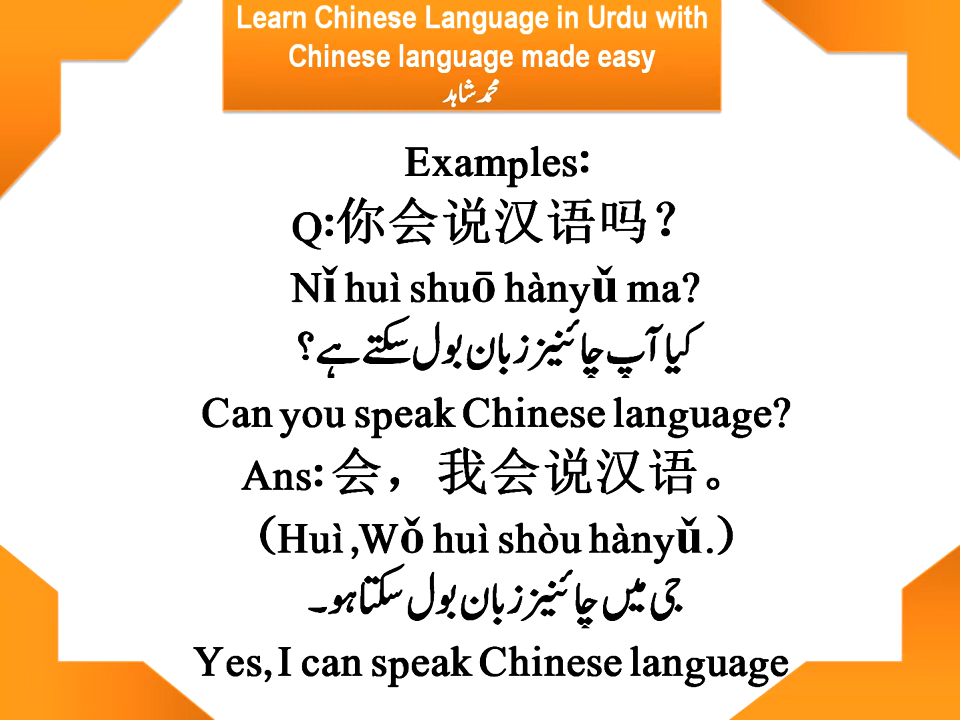 Learn Chinese Language in Urdu with
Chinese language made easy
محمد شاہد
Examples:
Q:你会说汉语吗？
Nǐ huì shuō hànyǔ ma?
کیا آپ چائنیز زبان بول سکتے ہے؟
Can you speak Chinese language?
Ans: 会，我会说汉语。
(Huì ,Wǒ huì shòu hànyǔ.)
جی میں چائنیز زبان بول سکتا ہو۔
Yes, I can speak Chinese language